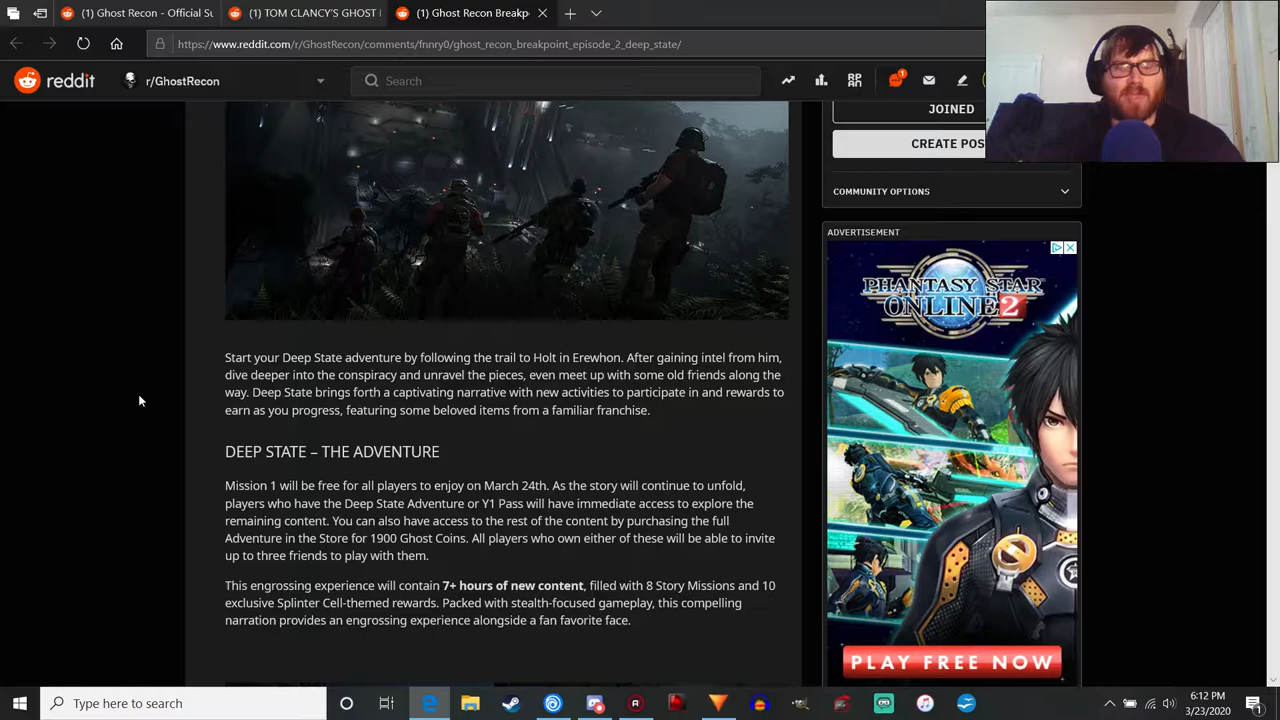 (1) Ghost Recon - Official Su
(1) TOM CLANCY'S GHOST
(1) Ghost Recon Breakp
https://www.reddit.com/r/GhostRecon/comments/fnnry0/ghost_recon_breakpoint_episode_2_deep_state/
reddit
r/GhostRecon
Search
1
JOINED
CREATE POS
COMMUNITY OPTIONS
ADVERTISEMENT
PHANTASY STAR
ONLINE 2
Start your Deep State adventure by following the trail to Holt in Erewhon. After gaining intel from him,
dive deeper into the conspiracy and unravel the pieces, even meet up with some old friends along the
way. Deep State brings forth a captivating narrative with new activities to participate in and rewards to
earn as you progress, featuring some beloved items from a familiar franchise.
DEEP STATE – THE ADVENTURE
Mission 1 will be free for all players to enjoy on March 24th. As the story will continue to unfold,
players who have the Deep State Adventure or Y1 Pass will have immediate access to explore the
remaining content. You can also have access to the rest of the content by purchasing the full
Adventure in the Store for 1900 Ghost Coins. All players who own either of these will be able to invite
up to three friends to play with them.
This engrossing experience will contain 7+ hours of new content, filled with 8 Story Missions and 10
exclusive Splinter Cell-themed rewards. Packed with stealth-focused gameplay, this compelling
narration provides an engrossing experience alongside a fan favorite face.
PLAY FREE NOW
Type here to search
6:12 PM
3/23/2020
1